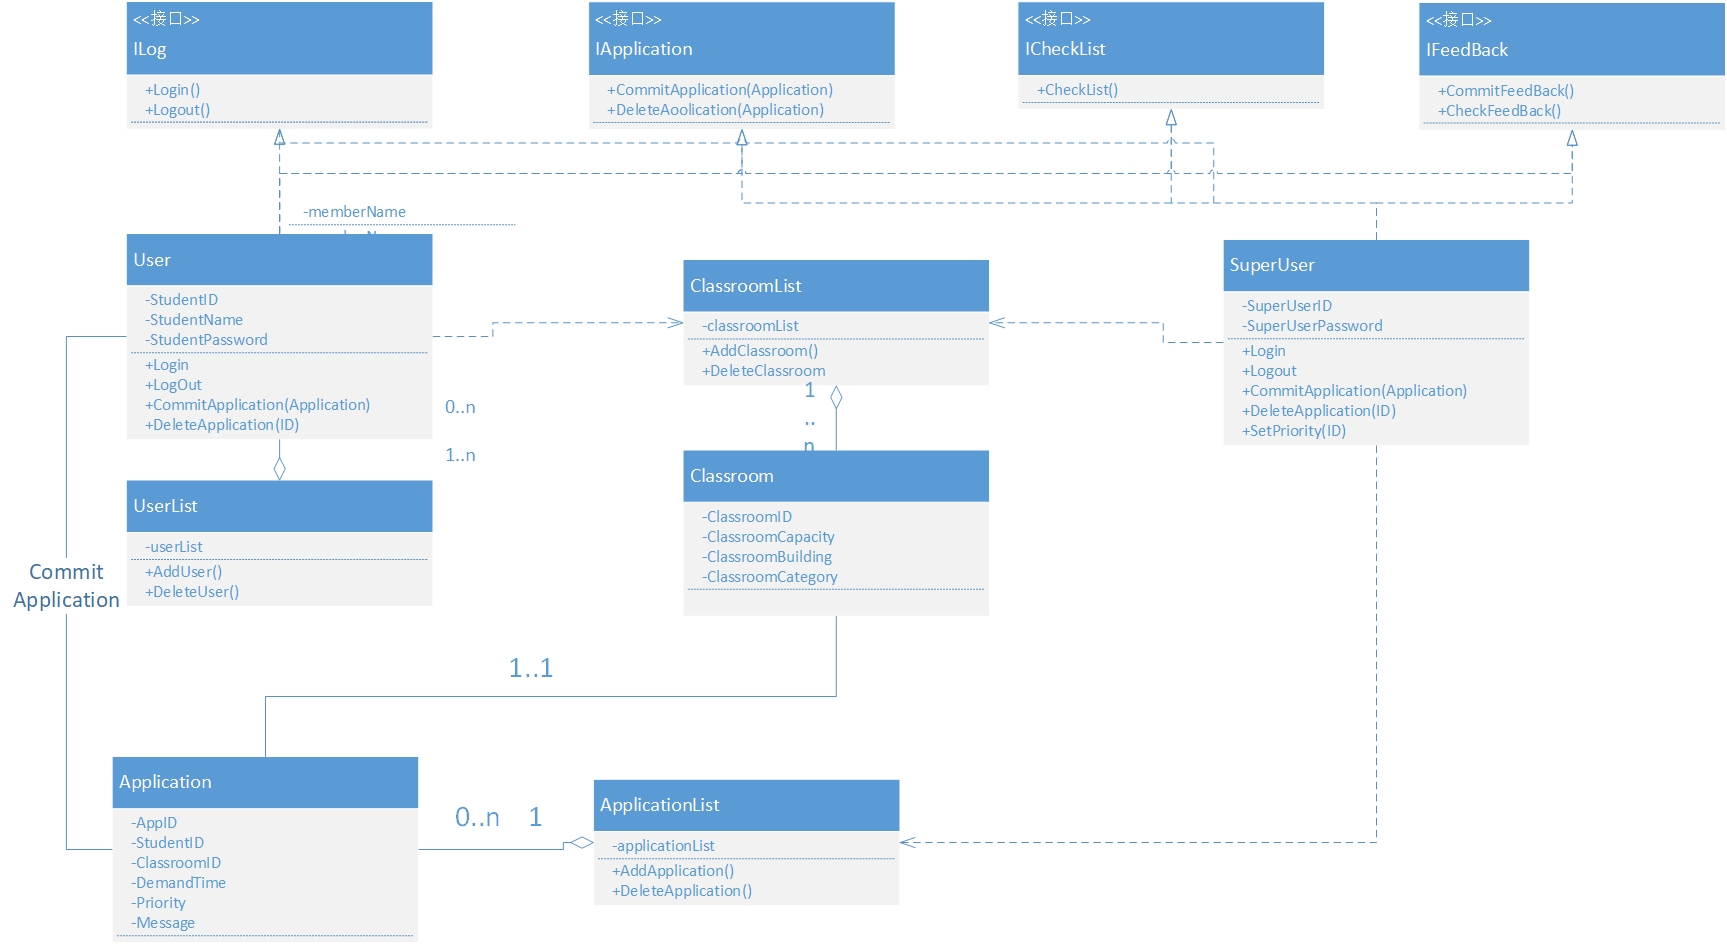 <<接口>>
ILog
+Login()
+Logout()
<<接口>>
IApplication
+CommitApplication(Application)
+DeleteAoolication(Application)
<<接口>>
ICheckList
+CheckList()
<<接口>>
IFeedBack
+CommitFeedBack()
+CheckFeedBack()
-memberName
User
-StudentID
-StudentName
-StudentPassword
+Login
+LogOut
+CommitApplication(Application)
+DeleteApplication(ID)
ClassroomList
-classroomList
+AddClassroom()
+DeleteClassroom
SuperUser
-SuperUserID
-SuperUserPassword
+Login
+Logout
+CommitApplication(Application)
+DeleteApplication(ID)
+SetPriority(ID)
0..n
1..n
1
..
n
UserList
-userList
+AddUser()
+DeleteUser()
Classroom
-ClassroomID
-ClassroomCapacity
-ClassroomBuilding
-ClassroomCategory
Commit
Application
1..1
Application
-AppID
-StudentID
-ClassroomID
-DemandTime
-Priority
-Message
0..n
1
ApplicationList
-applicationList
+AddApplication()
+DeleteApplication()